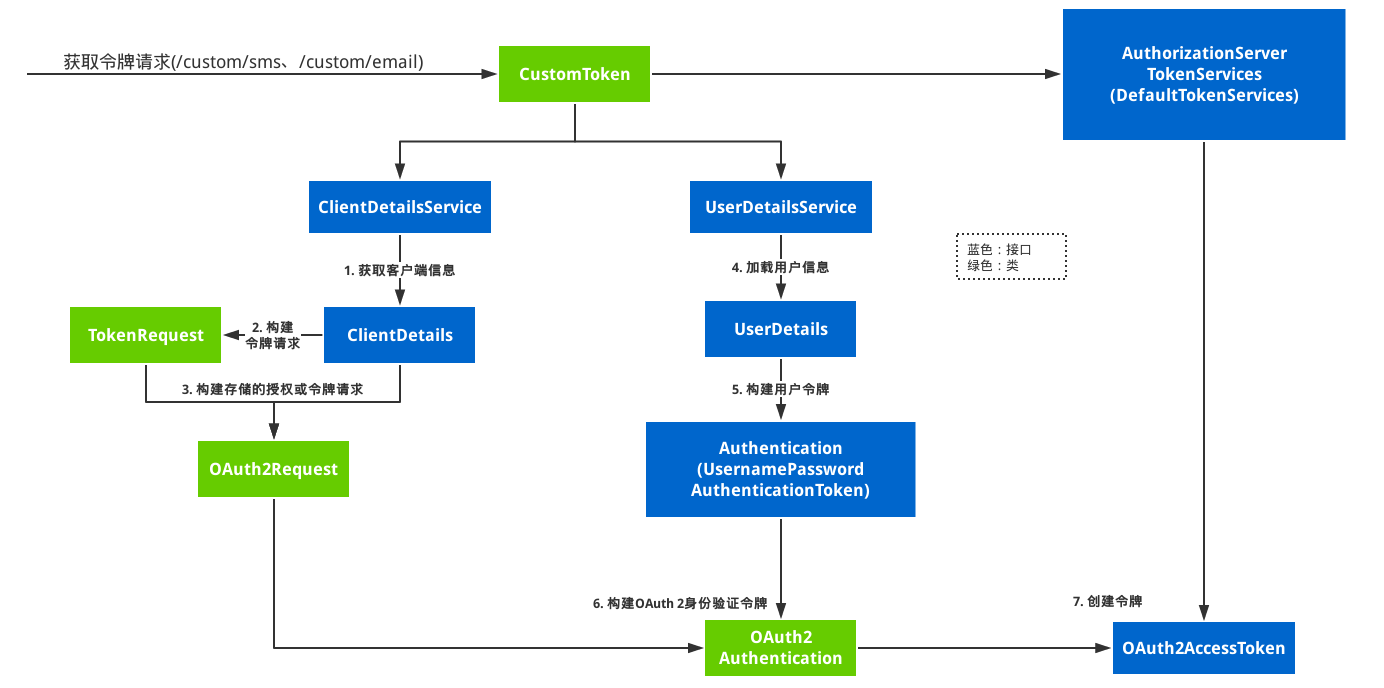 获取令牌请求(/custom/sms、/custom/email)
CustomToken
AuthorizationServer
TokenServices
(DefaultTokenServices)
ClientDetailsService
UserDetailsService
蓝色：接口
绿色：类
1. 获取客户端信息
4. 加载用户信息
TokenRequest
2. 构建
令牌请求
ClientDetails
UserDetails
3. 构建存储的授权或令牌请求
5. 构建用户令牌
OAuth2Request
Authentication
(UsernamePassword
AuthenticationToken)
6. 构建OAuth 2身份验证令牌
7. 创建令牌
OAuth2
Authentication
OAuth2AccessToken